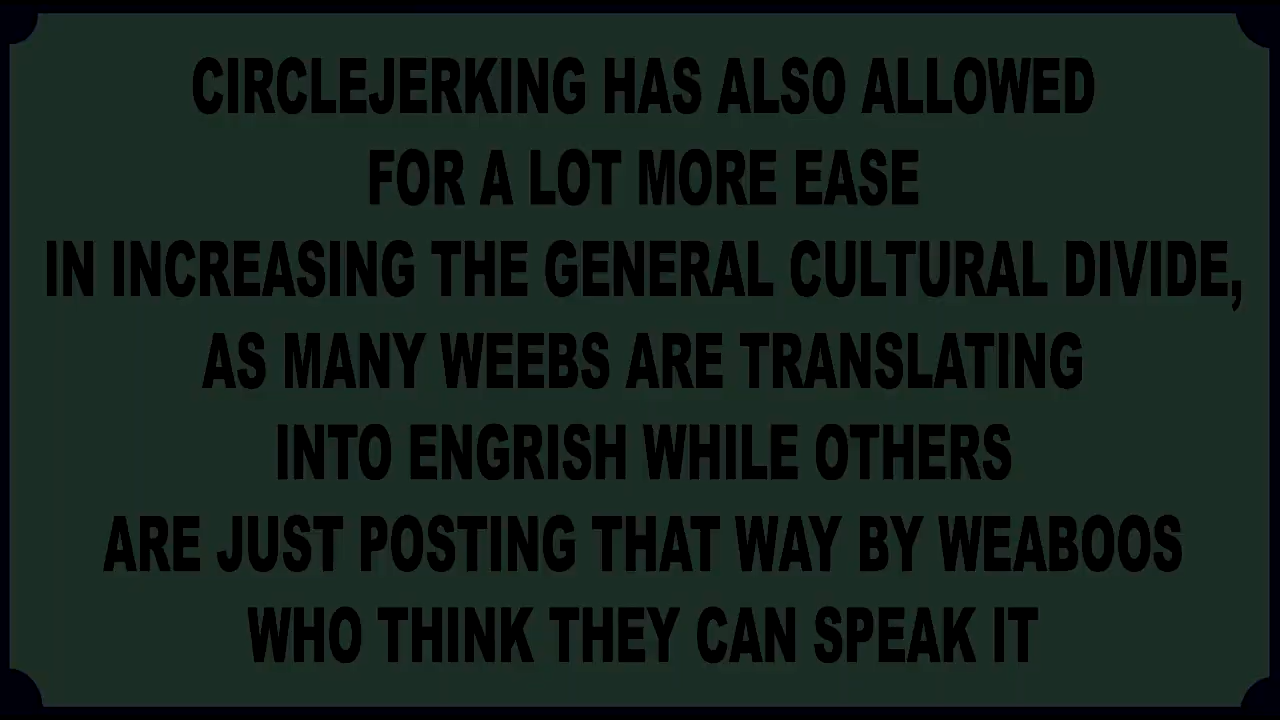 CIRCLEJERKING HAS ALSO ALLOWED
FOR A LOT MORE EASE
IN INCREASING THE GENERAL CULTURAL DIVIDE,
AS MANY WEEBS ARE TRANSLATING
INTO ENGRISH WHILE OTHERS
ARE JUST POSTING THAT WAY BY WEABOOS
WHO THINK THEY CAN SPEAK IT